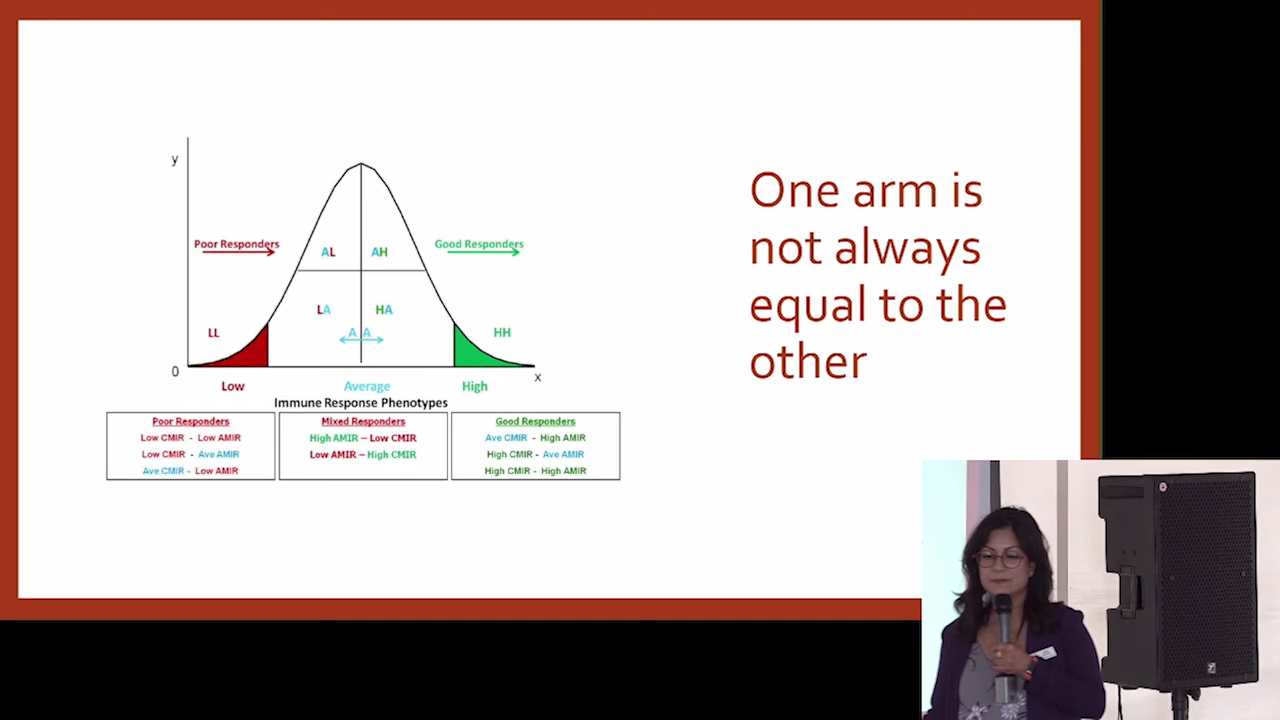 One arm is
not always
equal to the
other
y
Poor Responders
Good Responders
AL
AH
LA
HA
LL
A A
HH
0
x
Low
Average
High
Immune Response Phenotypes
Poor Responders
Low CMIR - Low AMIR
Low CMIR - Ave AMIR
Ave CMIR - Low AMIR
Mixed Responders
High AMIR – Low CMIR
Low AMIR – High CMIR
Good Responders
Ave CMIR - High AMIR
High CMIR - Ave AMIR
High CMIR - High AMIR